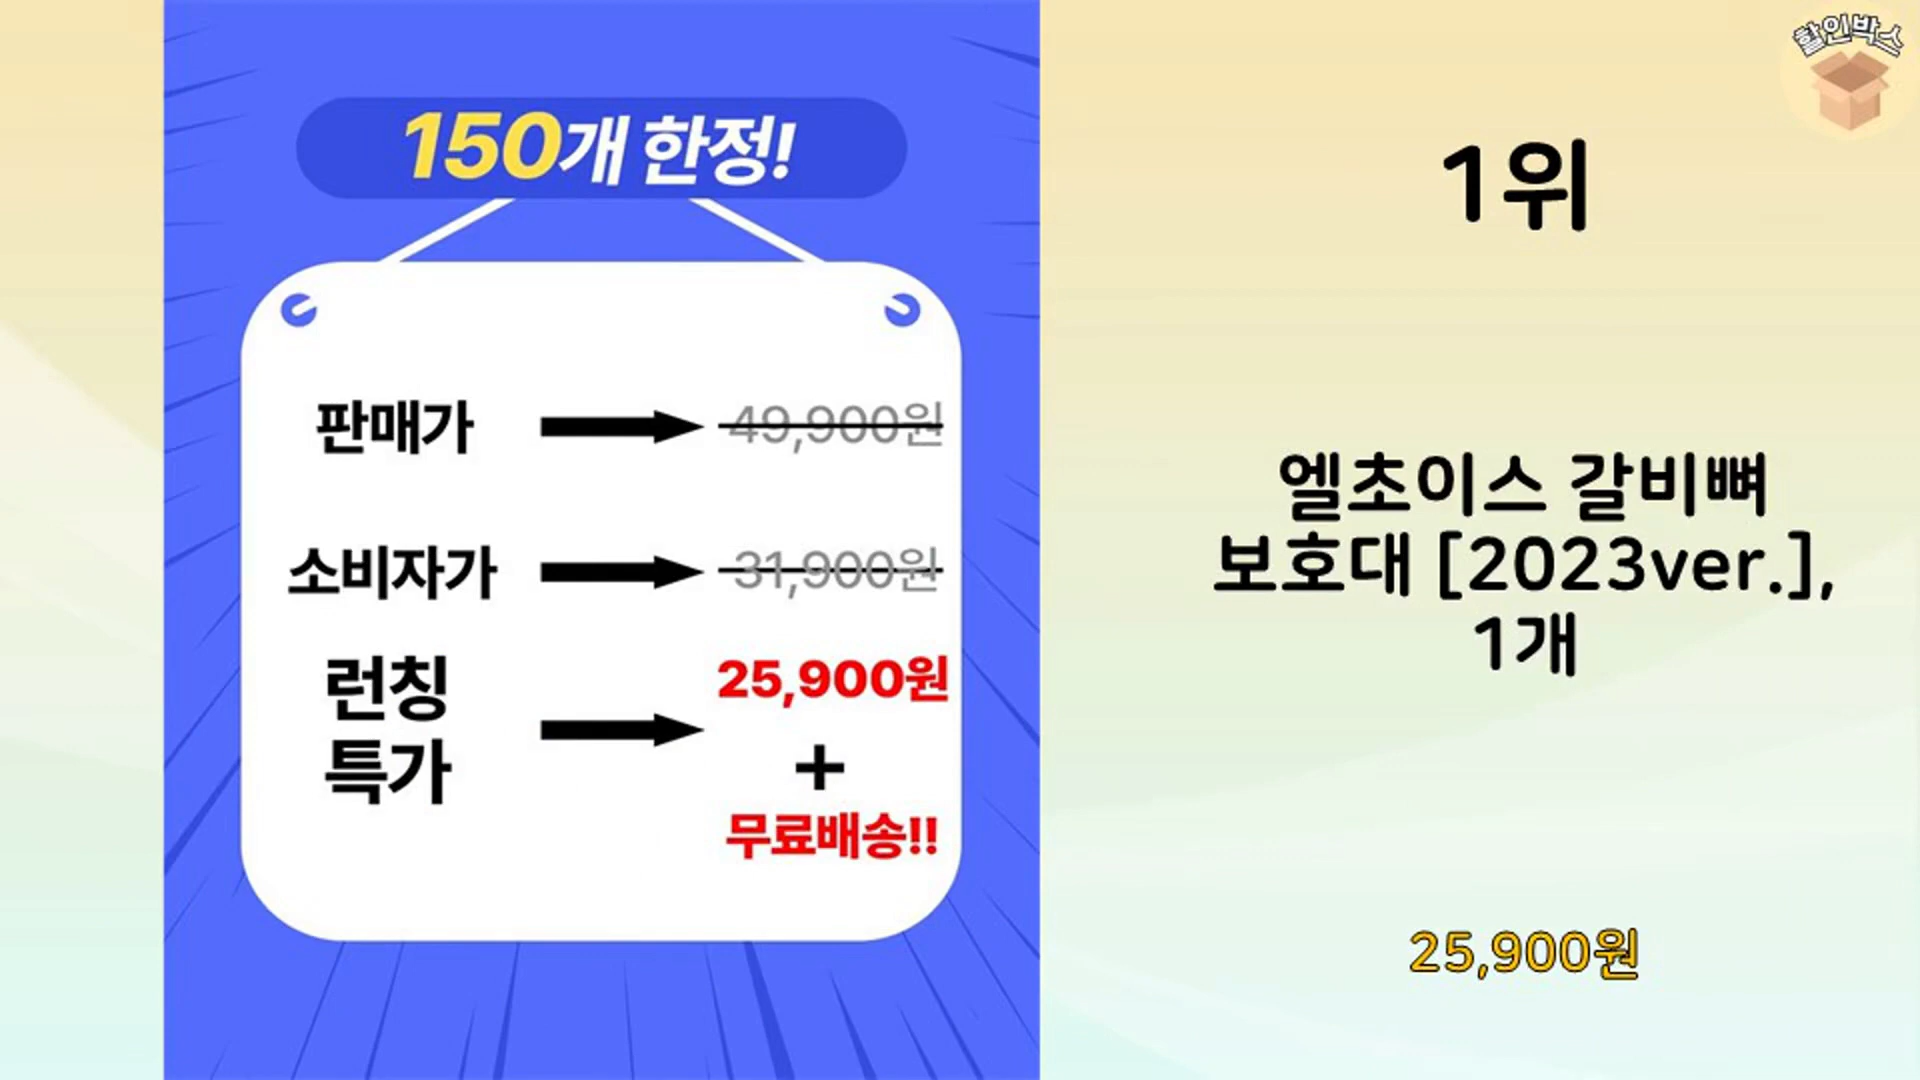 150개 한정!
판매가 49,900원
소비자가 31,900원
런칭
특가
25,900원
+
무료배송!!
할인박스
1위
엘초이스 갈비뼈
보호대 [2023ver.],
1개
25,900원